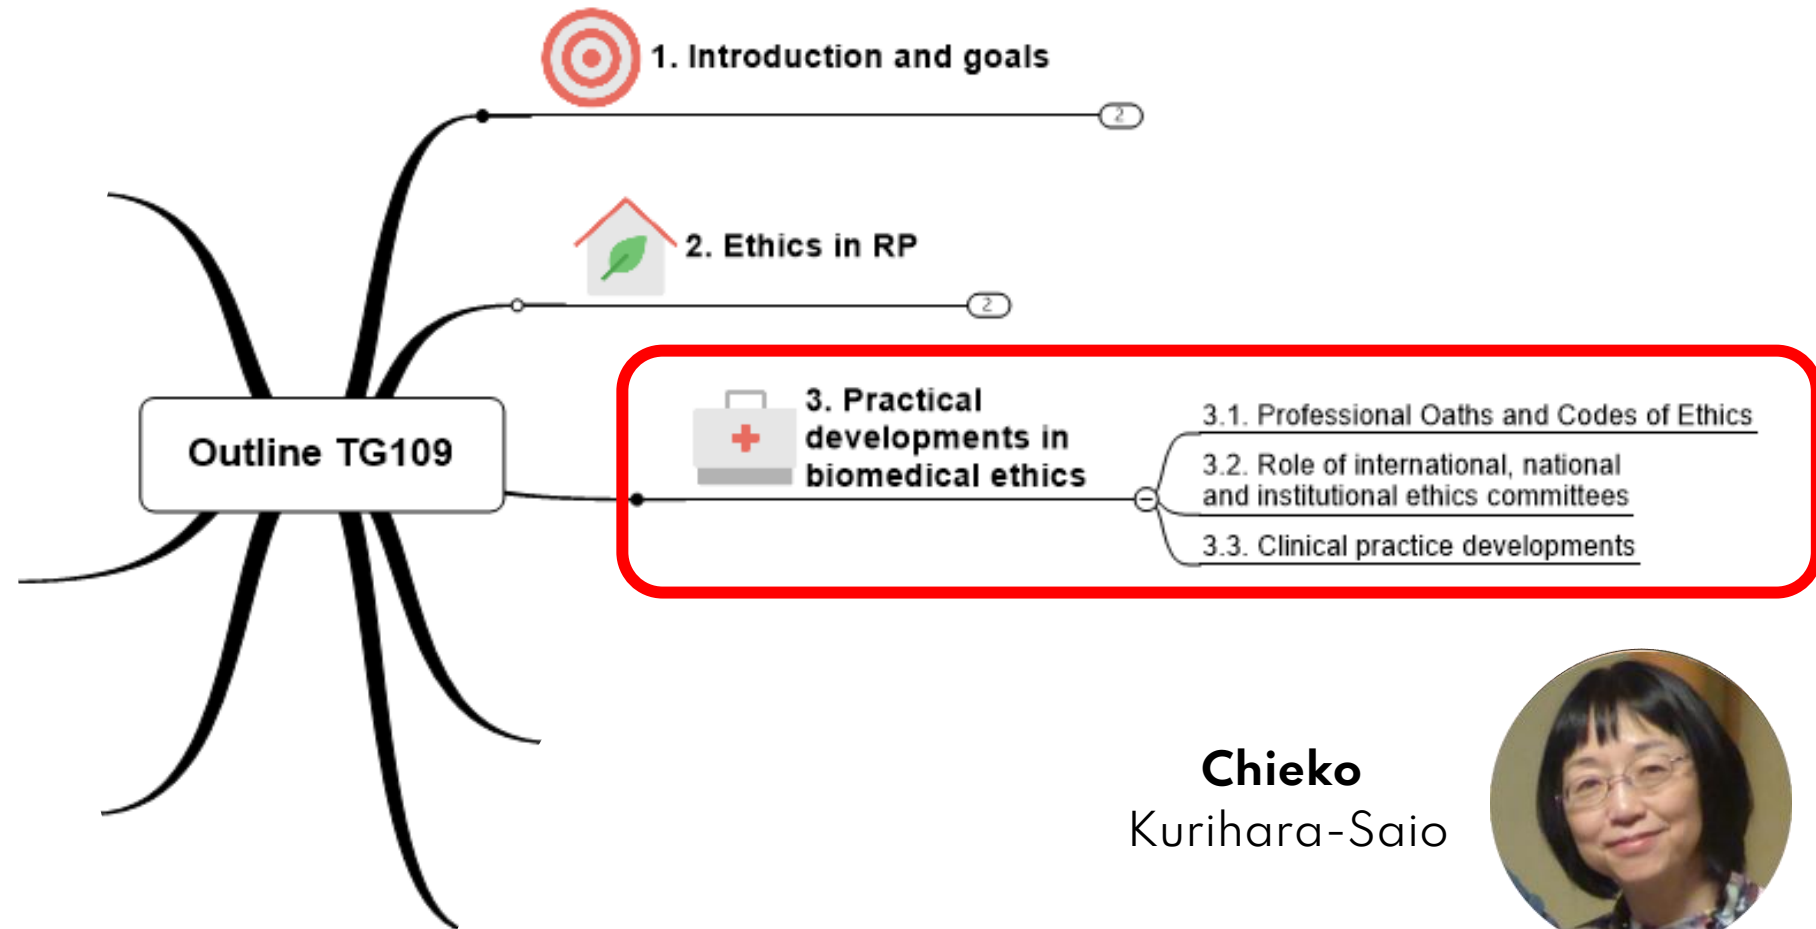 1. Introduction and goals
2
2. Ethics in RP
2
Outline TG109
3. Practical
developments in
biomedical ethics
3.1. Professional Oaths and Codes of Ethics
3.2. Role of international, national
and institutional ethics committees
3.3. Clinical practice developments
Chieko
Kurihara-Saio